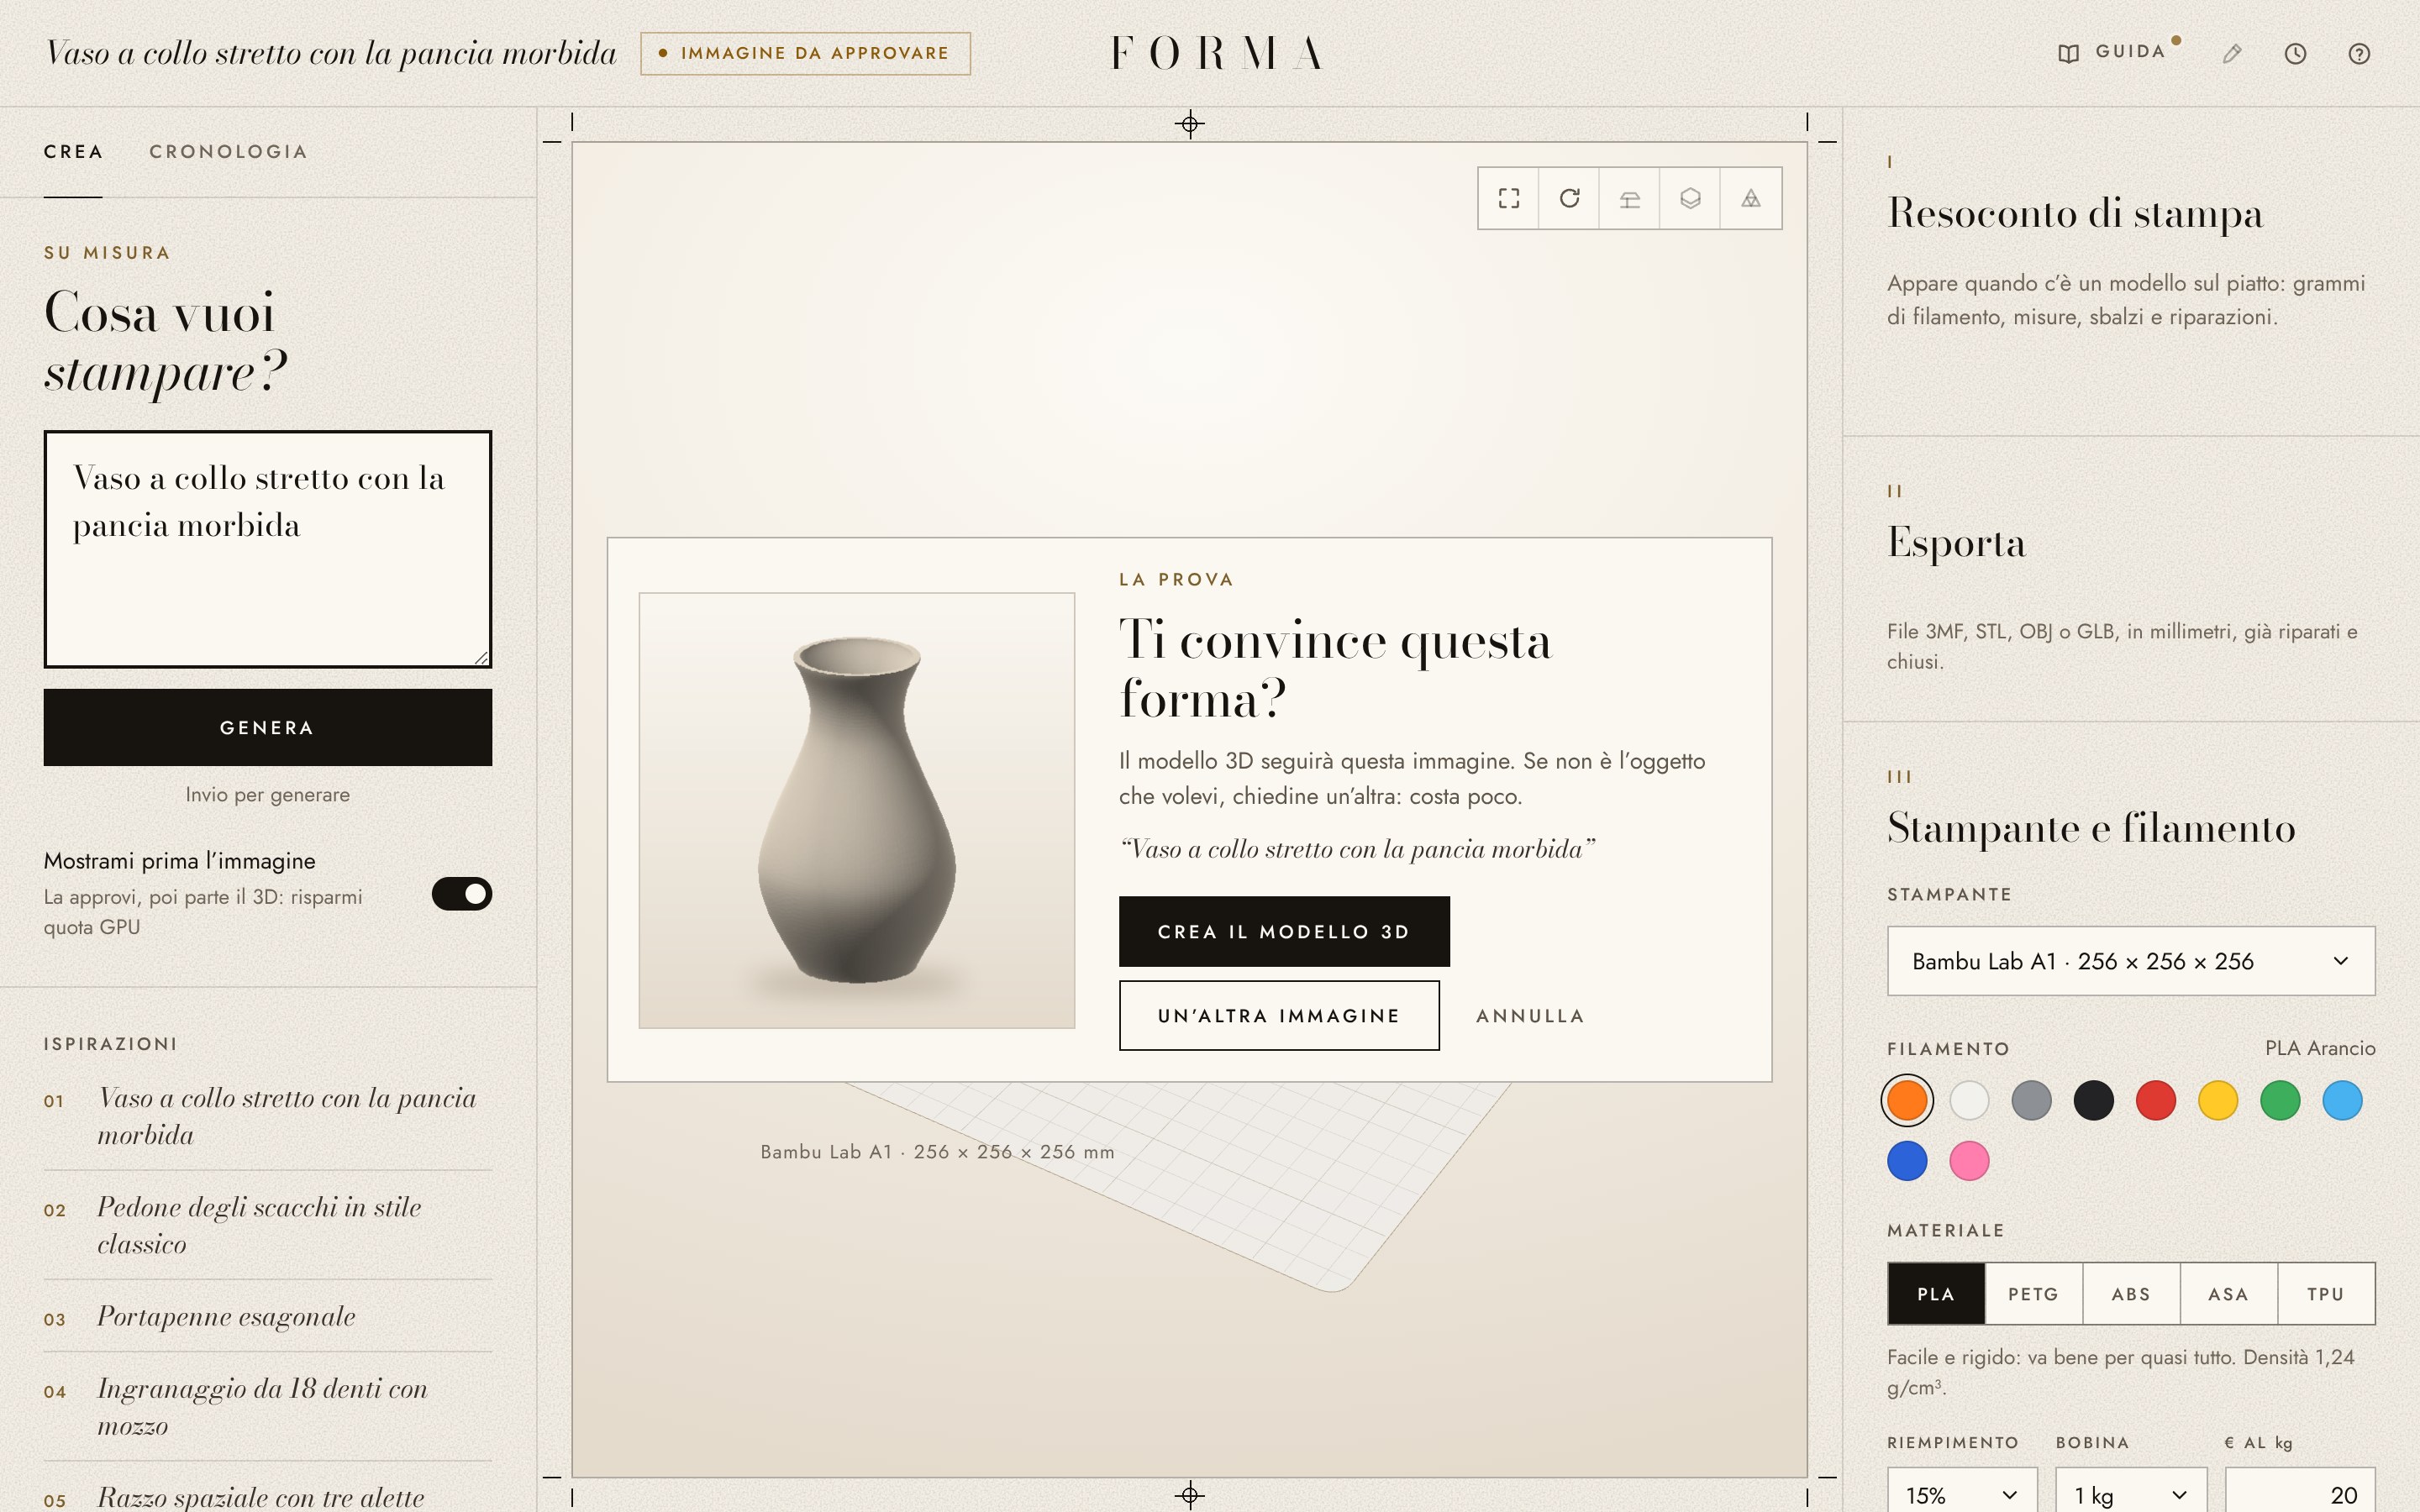 Vaso a collo stretto con la pancia morbida
IMMAGINE DA APPROVARE
FORMA
GUIDA
CREA
CRONOLOGIA
SU MISURA
Cosa vuoi
stampare?
Vaso a collo stretto con la
pancia morbida
GENERA
Invio per generare
Mostrami prima l’immagine
La approvi, poi parte il 3D: risparmi
quota GPU
ISPIRAZIONI
01 Vaso a collo stretto con la pancia
morbida
02 Pedone degli scacchi in stile
classico
03 Portapenne esagonale
04 Ingranaggio da 18 denti con
mozzo
05 Razzo spaziale con tre alette
LA PROVA
Ti convince questa
forma?
Il modello 3D seguirà questa immagine. Se non è l’oggetto
che volevi, chiedine un’altra: costa poco.
“Vaso a collo stretto con la pancia morbida”
CREA IL MODELLO 3D
UN’ALTRA IMMAGINE
ANNULLA
Bambu Lab A1 · 256 × 256 × 256 mm
I
Resoconto di stampa
Appare quando c’è un modello sul piatto: grammi
di filamento, misure, sbalzi e riparazioni.
II
Esporta
File 3MF, STL, OBJ o GLB, in millimetri, già riparati e
chiusi.
III
Stampante e filamento
STAMPANTE
Bambu Lab A1 · 256 × 256 × 256
FILAMENTO
PLA Arancio
MATERIALE
PLA PETG ABS ASA TPU
Facile e rigido: va bene per quasi tutto. Densità 1,24
g/cm³.
RIEMPIMENTO BOBINA € AL kg
15% 1 kg 20